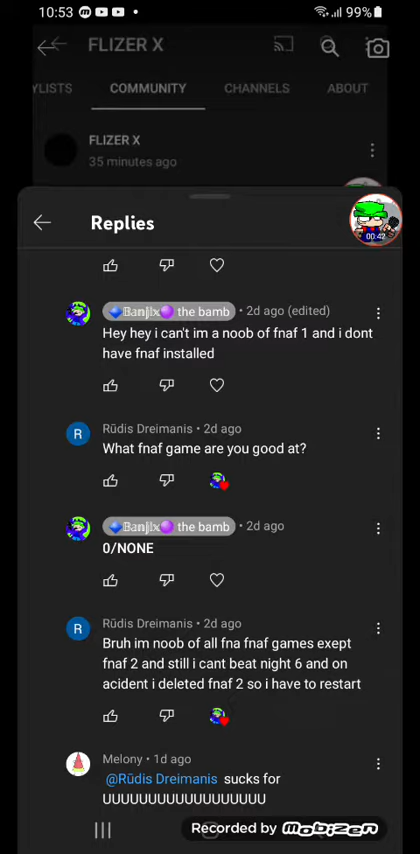 10:53
99%
FLIZER X
YLISTS COMMUNITY CHANNELS ABOUT
FLIZER X
35 minutes ago
Replies
00:42
🔷𝔹𝕒𝕟𝕛𝕀𝕩🟣 the bamb • 2d ago (edited)
Hey hey i can't im a noob of fnaf 1 and i dont
have fnaf installed
R
Rūdis Dreimanis • 2d ago
What fnaf game are you good at?
🔷𝔹𝕒𝕟𝕛𝕀𝕩🟣 the bamb • 2d ago
0/NONE
R
Rūdis Dreimanis • 2d ago
Bruh im noob of all fna fnaf games exept
fnaf 2 and still i cant beat night 6 and on
acident i deleted fnaf 2 so i have to restart
Melony • 1d ago
@Rūdis Dreimanis sucks for
UUUUUUUUUUUUUUUUUU
Recorded by mobizen